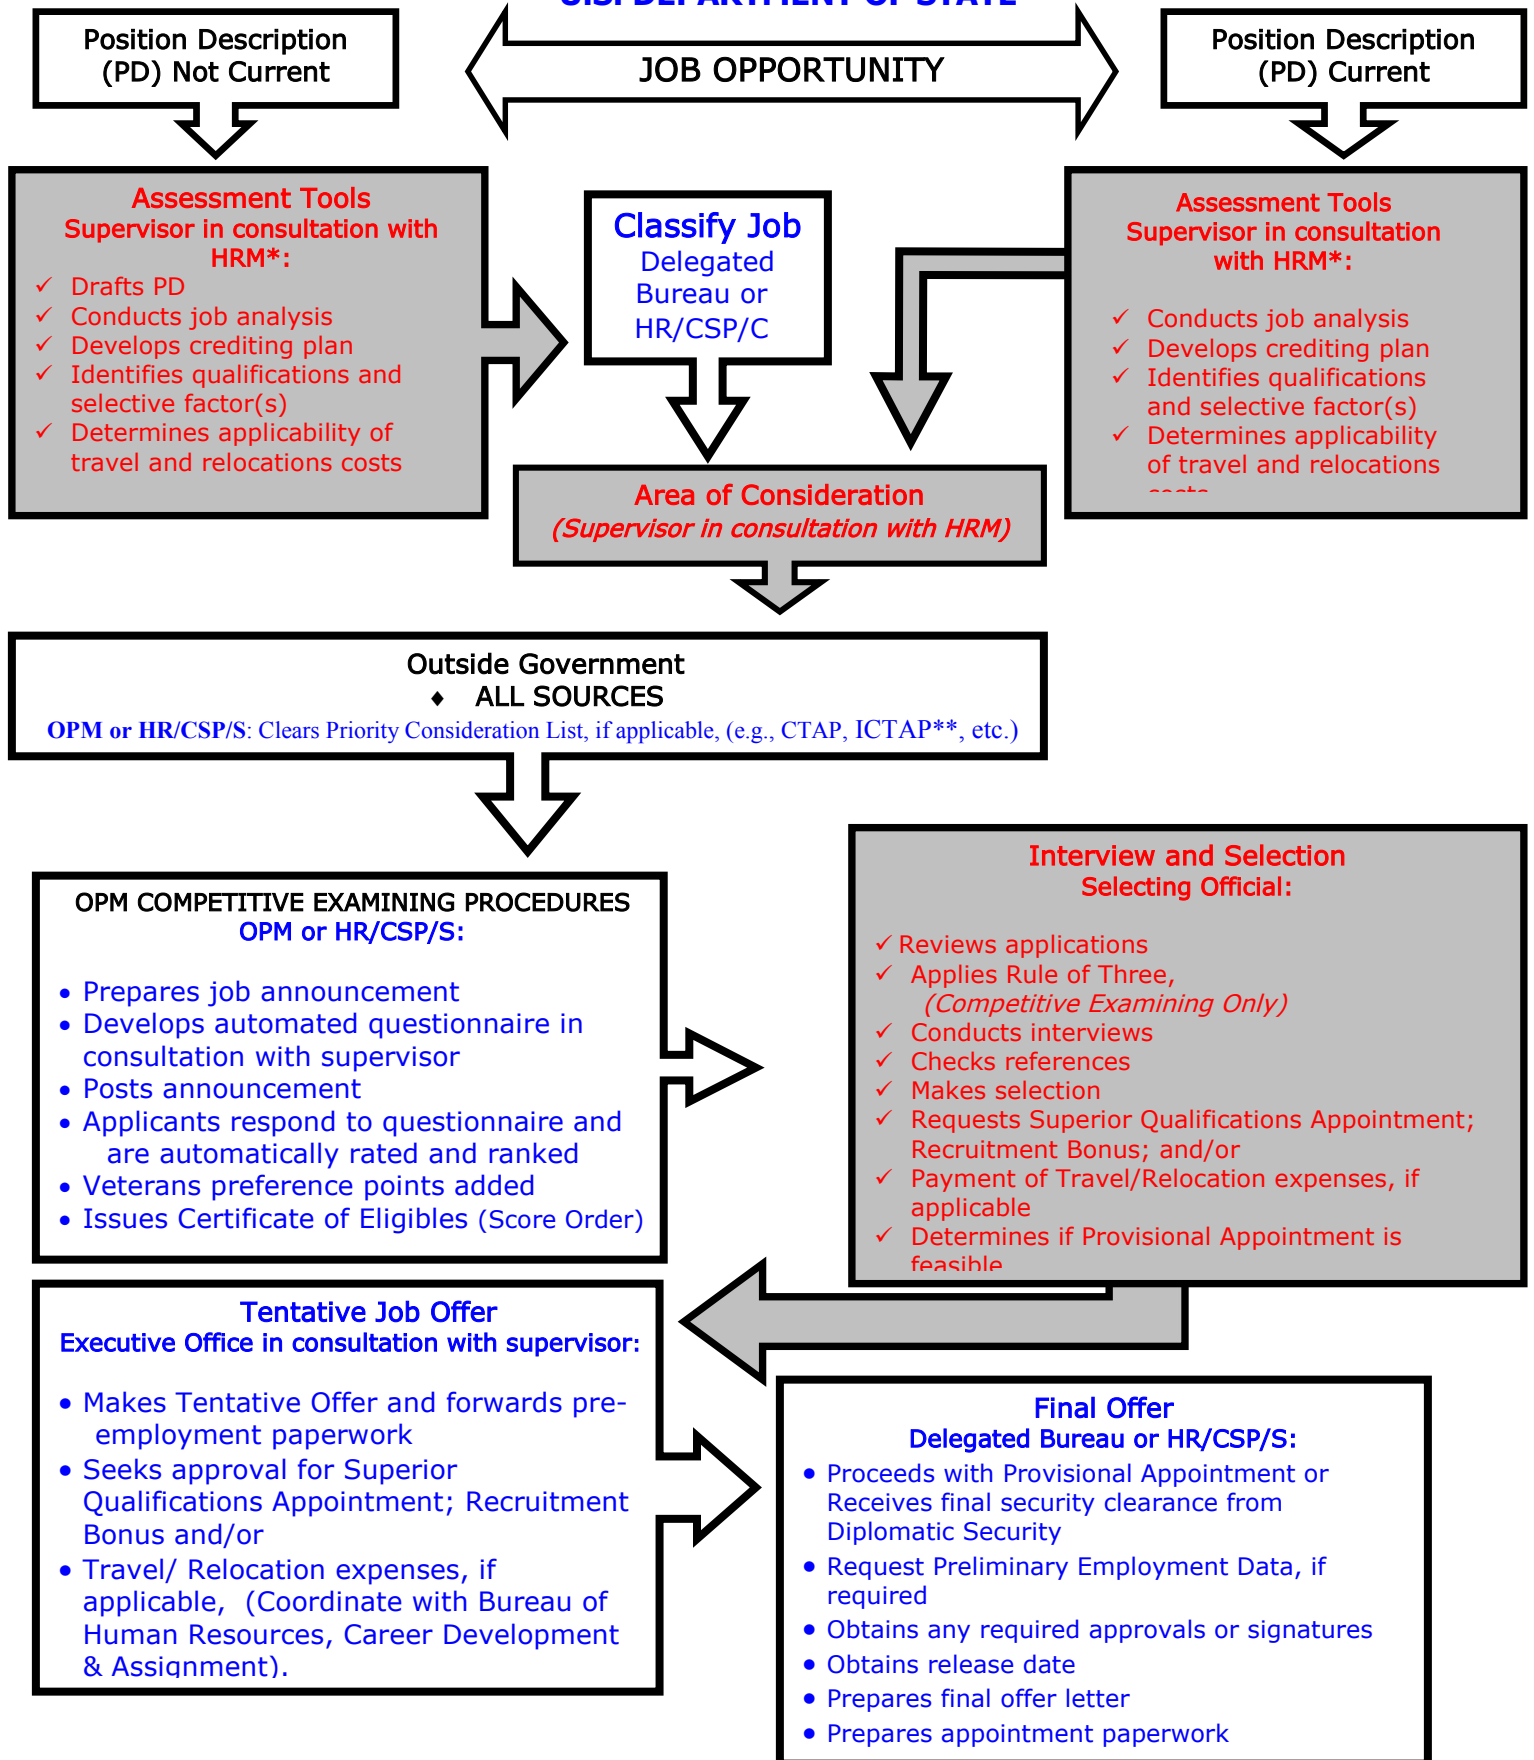 U.S. DEPARTMENT OF STATE
Position Description
(PD) Not Current
JOB OPPORTUNITY
Position Description
(PD) Current
Assessment Tools
Supervisor in consultation with
HRM*:
✓ Drafts PD
✓ Conducts job analysis
✓ Develops crediting plan
✓ Identifies qualifications and
selective factor(s)
✓ Determines applicability of
travel and relocations costs
Classify Job
Delegated
Bureau or
HR/CSP/C
Assessment Tools
Supervisor in consultation
with HRM*:
✓ Conducts job analysis
✓ Develops crediting plan
✓ Identifies qualifications
and selective factor(s)
✓ Determines applicability
of travel and relocations
costs
Area of Consideration
(Supervisor in consultation with HRM)
Outside Government
♦ ALL SOURCES
OPM or HR/CSP/S: Clears Priority Consideration List, if applicable, (e.g., CTAP, ICTAP**, etc.)
OPM COMPETITIVE EXAMINING PROCEDURES
OPM or HR/CSP/S:
• Prepares job announcement
• Develops automated questionnaire in
consultation with supervisor
• Posts announcement
• Applicants respond to questionnaire and
are automatically rated and ranked
• Veterans preference points added
• Issues Certificate of Eligibles (Score Order)
Interview and Selection
Selecting Official:
✓ Reviews applications
✓ Applies Rule of Three,
(Competitive Examining Only)
✓ Conducts interviews
✓ Checks references
✓ Makes selection
✓ Requests Superior Qualifications Appointment;
Recruitment Bonus; and/or
✓ Payment of Travel/Relocation expenses, if
applicable
✓ Determines if Provisional Appointment is
feasible
Tentative Job Offer
Executive Office in consultation with supervisor:
• Makes Tentative Offer and forwards pre-
employment paperwork
• Seeks approval for Superior
Qualifications Appointment; Recruitment
Bonus and/or
• Travel/ Relocation expenses, if
applicable, (Coordinate with Bureau of
Human Resources, Career Development
& Assignment).
Final Offer
Delegated Bureau or HR/CSP/S:
• Proceeds with Provisional Appointment or
Receives final security clearance from
Diplomatic Security
• Request Preliminary Employment Data, if
required
• Obtains any required approvals or signatures
• Obtains release date
• Prepares final offer letter
• Prepares appointment paperwork